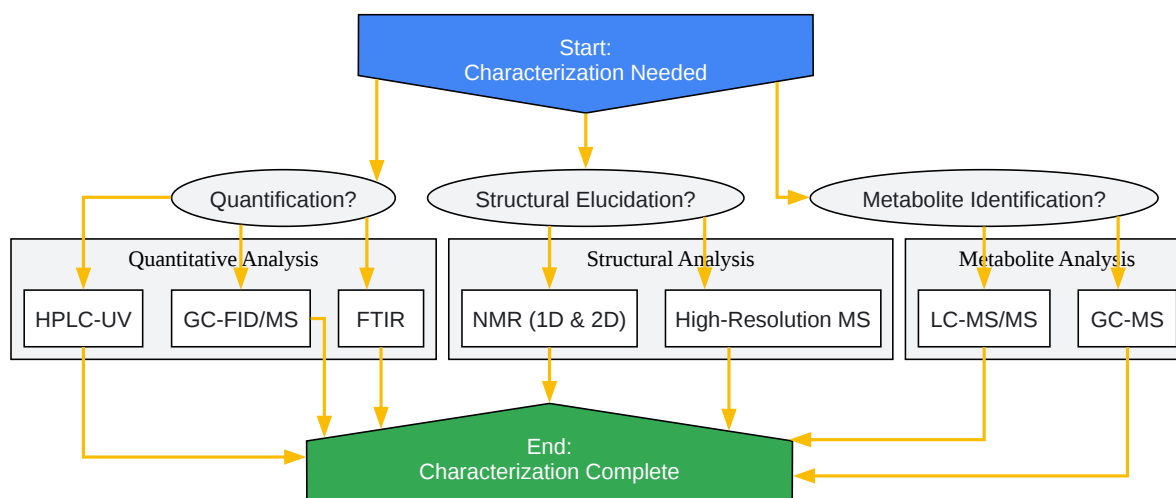 Start:
Characterization Needed
Quantification?
Structural Elucidation?
Metabolite Identification?
Quantitative Analysis
Structural Analysis
Metabolite Analysis
HPLC-UV
GC-FID/MS
FTIR
NMR (1D & 2D)
High-Resolution MS
LC-MS/MS
GC-MS
End:
Characterization Complete